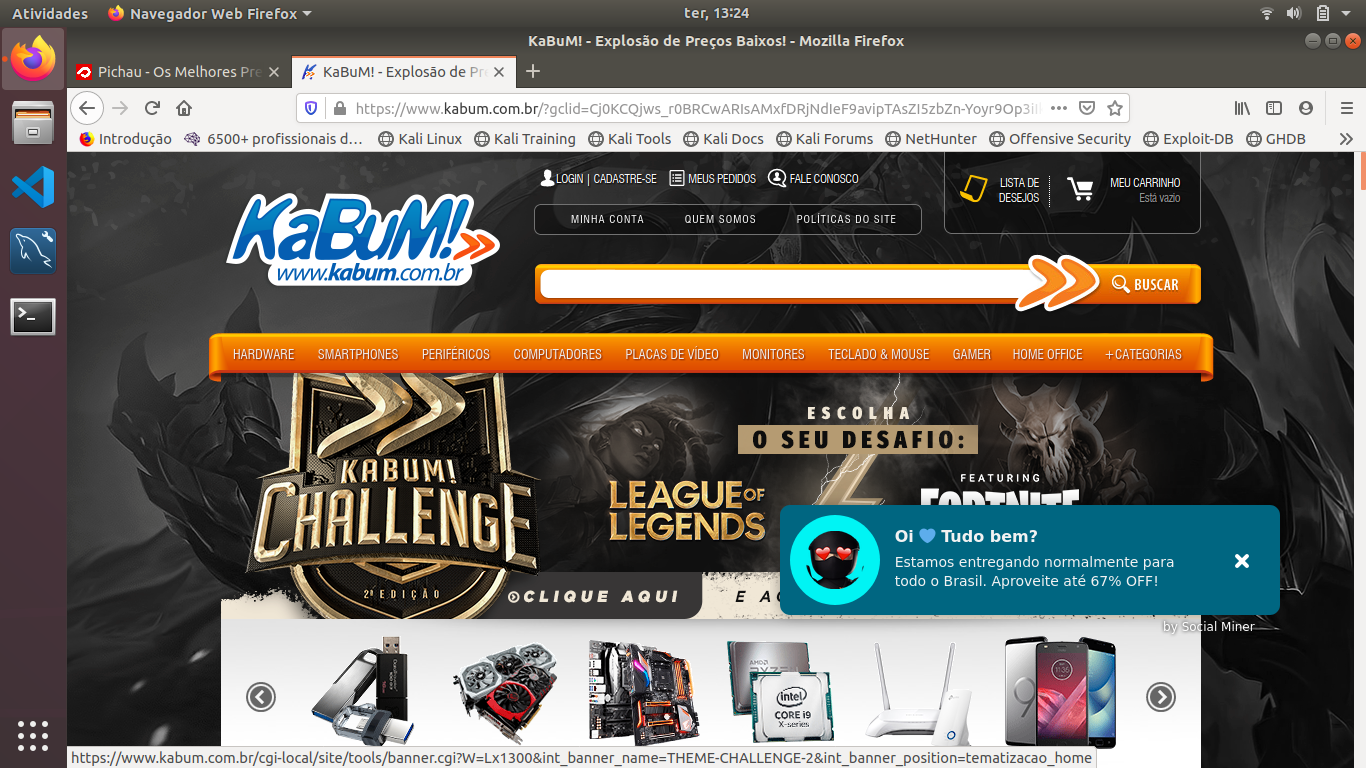 Atividades
Navegador Web Firefox
ter, 13:24
KaBuM! - Explosão de Preços Baixos! - Mozilla Firefox
Pichau - Os Melhores Pre
KaBuM! - Explosão de Pre
https://www.kabum.com.br/?gclid=Cj0KCQjws_r0BRCwARIsAMxfDRjNdIeF9avipTAsZI5zbZn-Yoyr9Op3iil
Introdução
6500+ profissionais d…
Kali Linux
Kali Training
Kali Tools
Kali Docs
Kali Forums
NetHunter
Offensive Security
Exploit-DB
GHDB
LOGIN | CADASTRE-SE
MEUS PEDIDOS
FALE CONOSCO
LISTA DE
DESEJOS
MEU CARRINHO
Está vazio
MINHA CONTA
QUEM SOMOS
POLÍTICAS DO SITE
KaBuM!
www.kabum.com.br
BUSCAR
HARDWARE
SMARTPHONES
PERIFÉRICOS
COMPUTADORES
PLACAS DE VÍDEO
MONITORES
TECLADO & MOUSE
GAMER
HOME OFFICE
+CATEGORIAS
KABUM!
CHALLENGE
2ª EDIÇÃO
ESCOLHA
O SEU DESAFIO:
LEAGUE OF
LEGENDS
FEATURING
FORTNITE
CLIQUE AQUI
E A
Oi 💙 Tudo bem?
Estamos entregando normalmente para
todo o Brasil. Aproveite até 67% OFF!
by Social Miner
AMD
RYZEN
intel
CORE i9
X-series
https://www.kabum.com.br/cgi-local/site/tools/banner.cgi?W=Lx1300&int_banner_name=THEME-CHALLENGE-2&int_banner_position=tematizacao_home